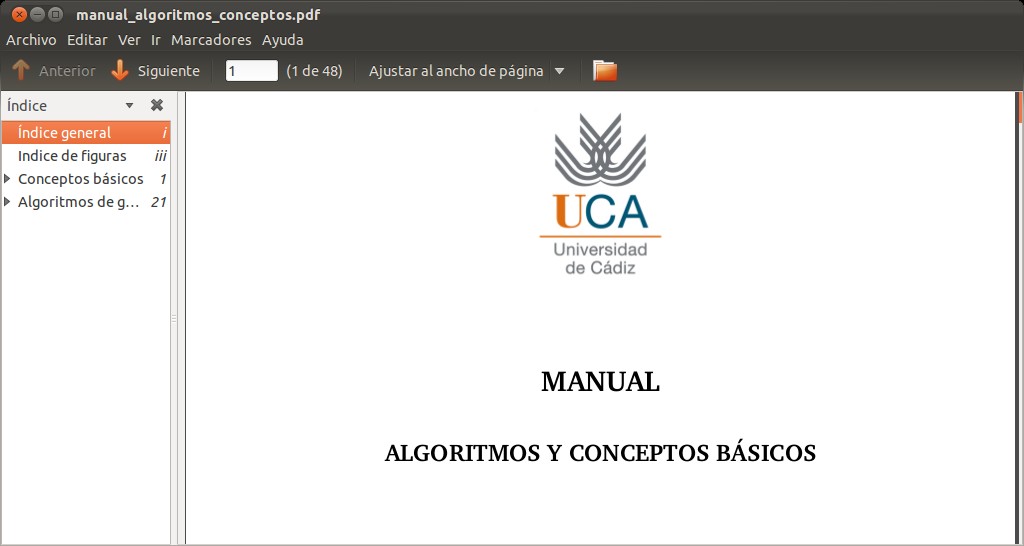 manual_algoritmos_conceptos.pdf
Archivo Editar Ver Ir Marcadores Ayuda
Anterior Siguiente 1 (1 de 48) Ajustar al ancho de página
Índice
Índice general i
Indice de figuras iii
Conceptos básicos 1
Algoritmos de g... 21
UCA
Universidad
de Cádiz
MANUAL
ALGORITMOS Y CONCEPTOS BÁSICOS